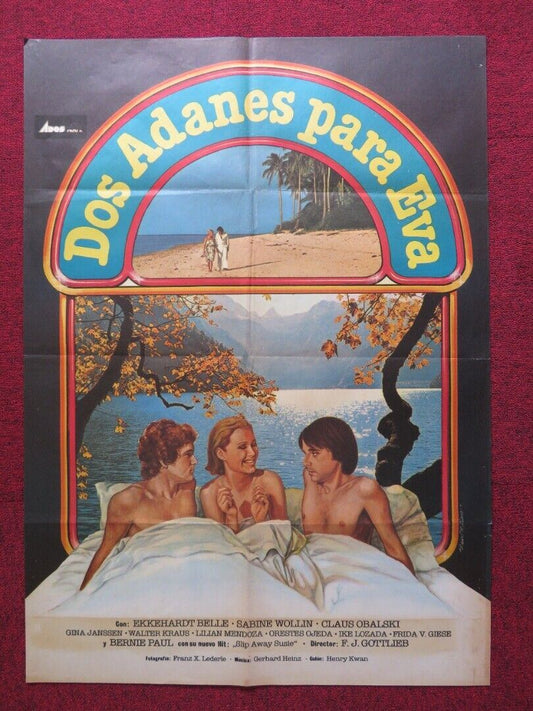 Dos Adanes para Eva
ADOS
Con: EKKEHARDT BELLE · SABINE WOLLIN · CLAUS OBALSKI
GINA JANSSEN · WALTER KRAUS · LILIAN MENDOZA · ORESTES OJEDA · IKE LOZADA · FRIDA V. GIESE
y BERNIE PAUL con su nuevo Hit: „Slip Away Susie" · Director: F. J. GOTTLIEB
Fotografía: Franz X. Lederle · Música: Gerhard Heinz · Guión: Henry Kwan